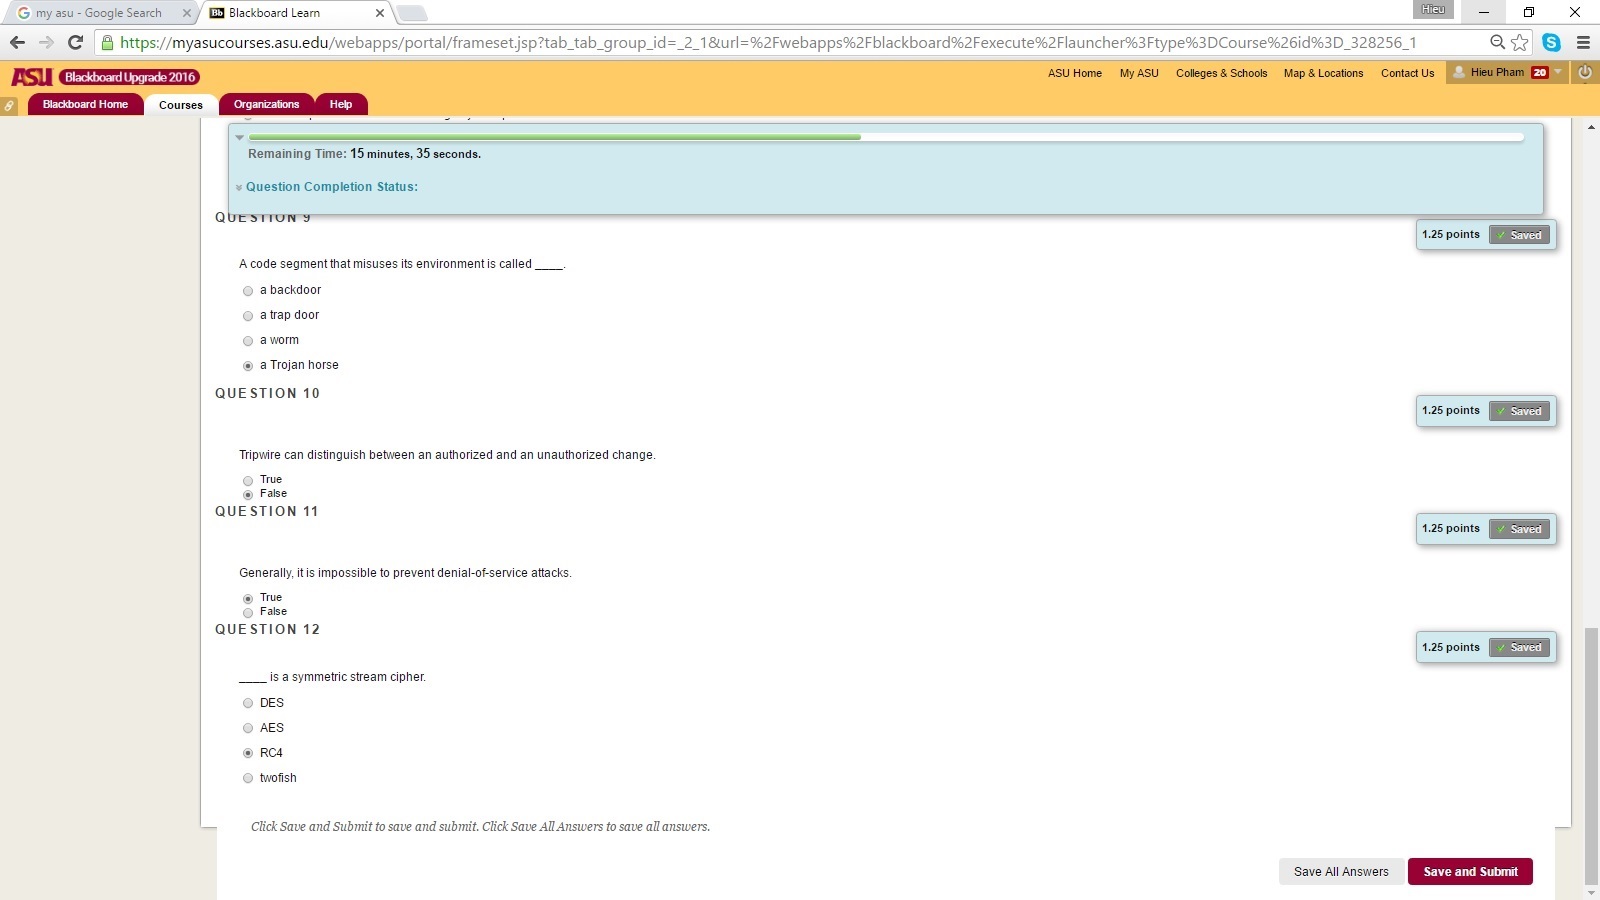 my asu - Google Search
Blackboard Learn
Hieu
https://myasucourses.asu.edu/webapps/portal/frameset.jsp?tab_tab_group_id=_2_1&url=%2Fwebapps%2Fblackboard%2Fexecute%2Flauncher%3Ftype%3DCourse%26id%3D_328256_1
ASU Blackboard Upgrade 2016
ASU Home My ASU Colleges & Schools Map & Locations Contact Us Hieu Pham 20
Blackboard Home Courses Organizations Help
Remaining Time: 15 minutes, 35 seconds.
Question Completion Status:
QUESTION 9
1.25 points Saved
A code segment that misuses its environment is called ____.
a backdoor
a trap door
a worm
a Trojan horse
QUESTION 10
1.25 points Saved
Tripwire can distinguish between an authorized and an unauthorized change.
True
False
QUESTION 11
1.25 points Saved
Generally, it is impossible to prevent denial-of-service attacks.
True
False
QUESTION 12
1.25 points Saved
____ is a symmetric stream cipher.
DES
AES
RC4
twofish
Click Save and Submit to save and submit. Click Save All Answers to save all answers.
Save All Answers Save and Submit